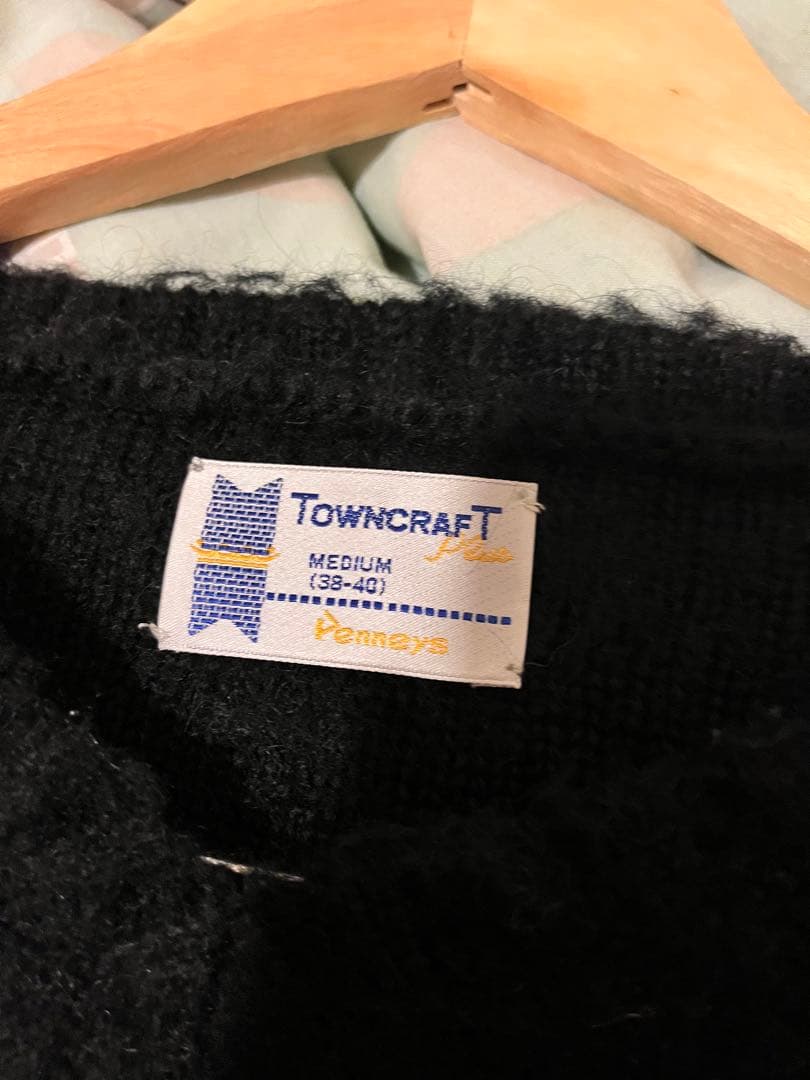 TOWNCRAFT
Plus
MEDIUM
(38-40)
Penneys